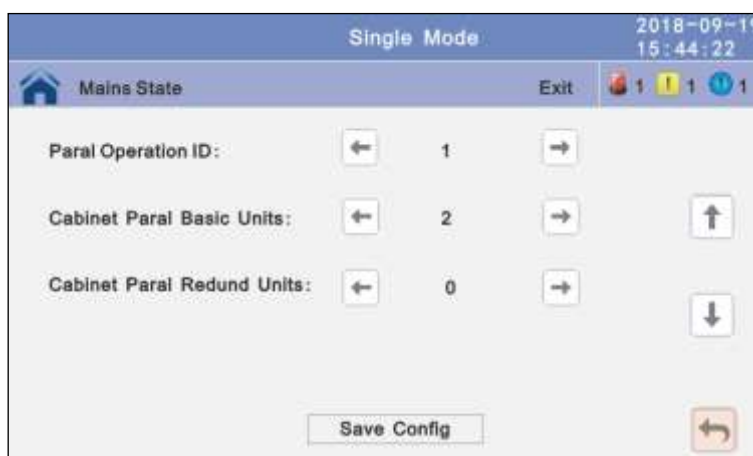 Single Mode
2018-09-19
15:44:22
Mains State
Exit
1
! 1
1
Paral Operation ID:
1
Cabinet Paral Basic Units:
2
Cabinet Paral Redund Units:
0
Save Config